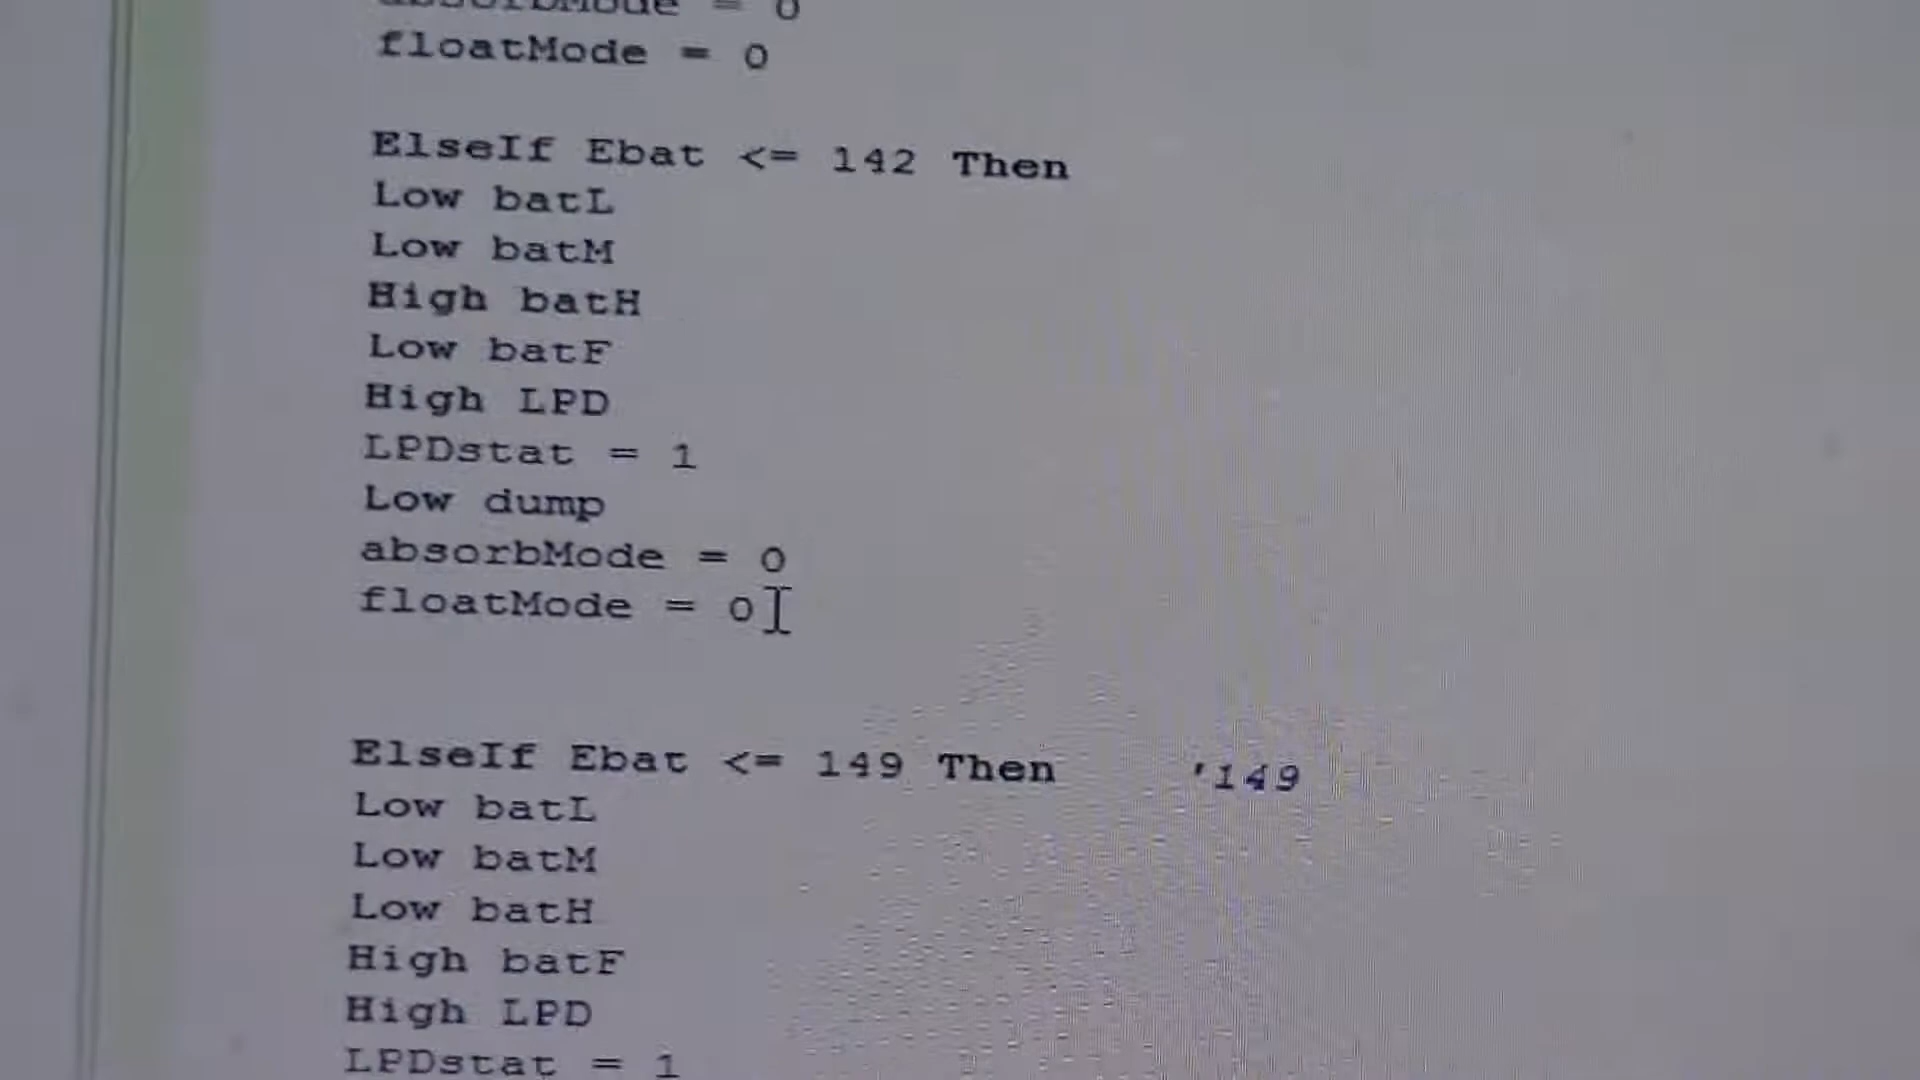 absorbMode = 0
floatMode = 0
ElseIf Ebat <= 142 Then
Low batL
Low batM
High batH
Low batF
High LPD
LPDstat = 1
Low dump
absorbMode = 0
floatMode = 0
ElseIf Ebat <= 149 Then '149
Low batL
Low batM
Low batH
High batF
High LPD
LPDstat = 1